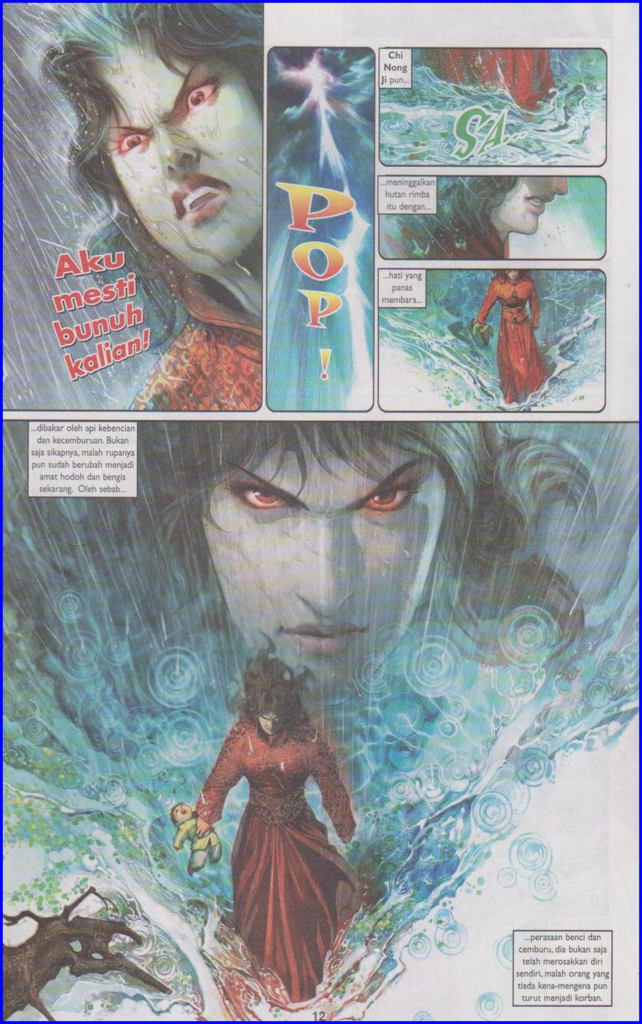 Aku
mesti
bunuh
kalian!
POP!
Chi
Nong
Ji pun...
SA...
...meninggalkan
hutan rimba
itu dengan...
...hati yang
panas
membara...
...dibakar oleh api kebencian
dan kecemburuan. Bukan
saja sikapnya, malah rupanya
pun sudah berubah menjadi
amat hodoh dan bengis
sekarang. Oleh sebab...
...perasaan benci dan
cemburu, dia bukan saja
telah merosakkan diri
sendiri, malah orang yang
tiada kena-mengena pun
turut menjadi korban.
12